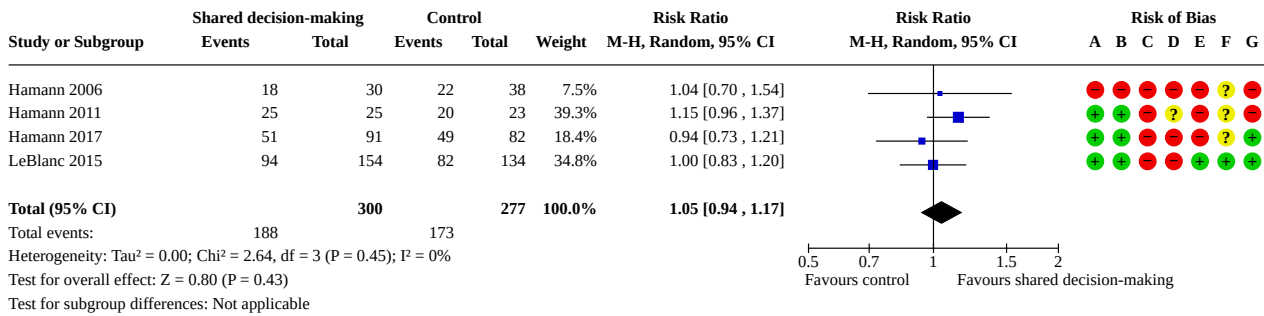 Shared decision-making Control Risk Ratio Risk Ratio Risk of Bias
Study or Subgroup Events Total Events Total Weight M-H, Random, 95% CI M-H, Random, 95% CI A B C D E F G
Hamann 2006 18 30 22 38 7.5% 1.04 [0.70 , 1.54] − − − − − ? −
Hamann 2011 25 25 20 23 39.3% 1.15 [0.96 , 1.37] + + − ? − ? −
Hamann 2017 51 91 49 82 18.4% 0.94 [0.73 , 1.21] + + − − − ? +
LeBlanc 2015 94 154 82 134 34.8% 1.00 [0.83 , 1.20] + + − − + + +
Total (95% CI) 300 277 100.0% 1.05 [0.94 , 1.17]
Total events: 188 173
Heterogeneity: Tau² = 0.00; Chi² = 2.64, df = 3 (P = 0.45); I² = 0%
0.5 0.7 1 1.5 2
Test for overall effect: Z = 0.80 (P = 0.43)
Favours control Favours shared decision-making
Test for subgroup differences: Not applicable